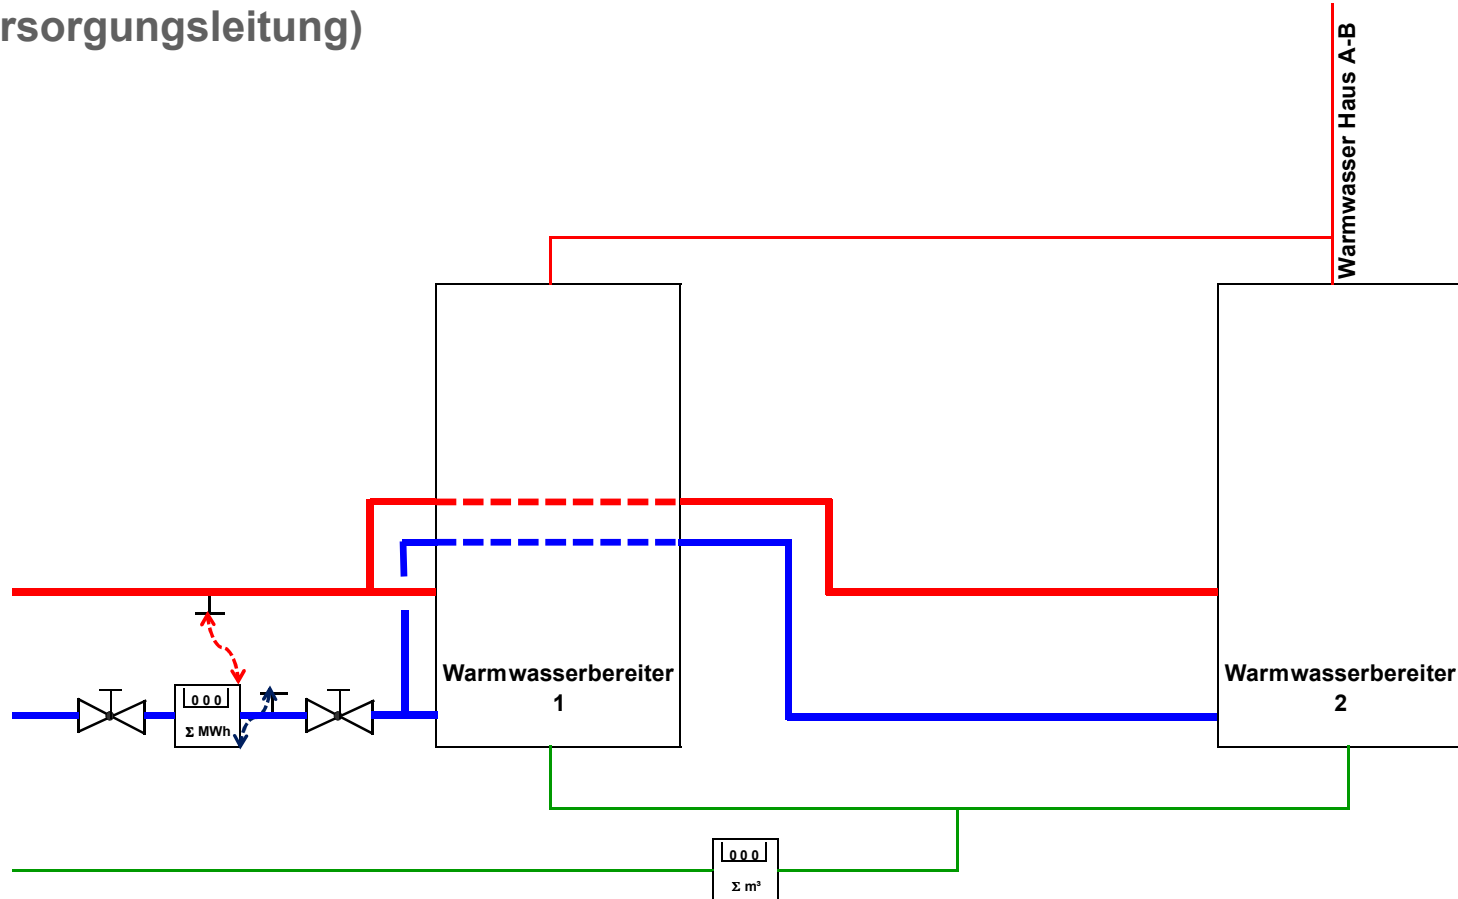 rsorgungsleitung)
Warmwasser Haus A-B
Warmwasserbereiter
1
Warmwasserbereiter
2
000
Σ MWh
000
Σ m³